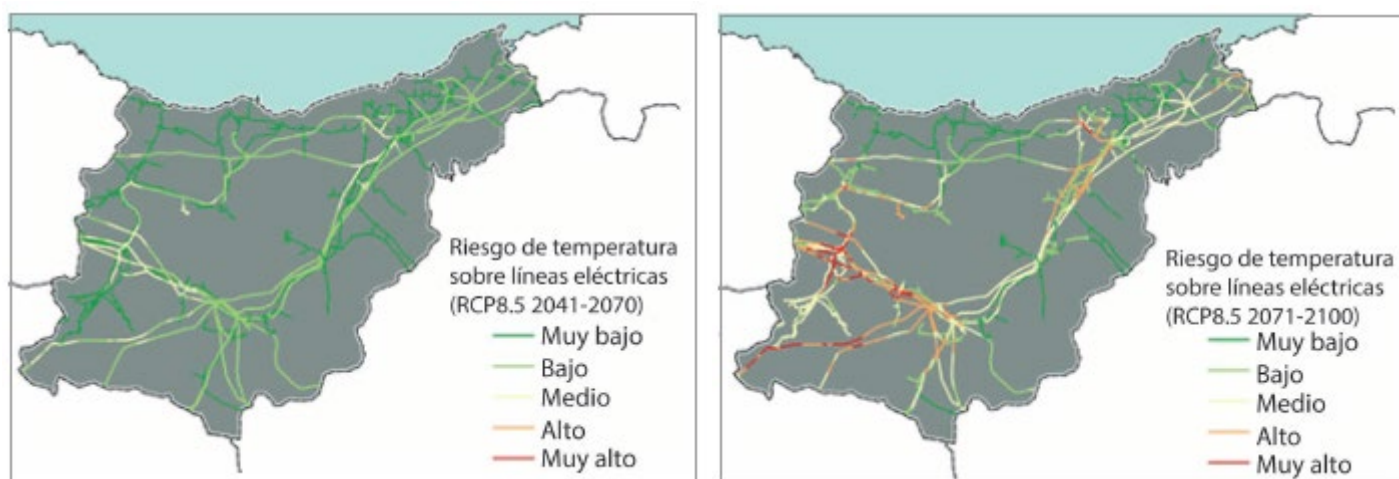 Riesgo de temperatura
sobre líneas eléctricas
(RCP8.5 2041-2070)
Muy bajo
Bajo
Medio
Alto
Muy alto
Riesgo de temperatura
sobre líneas eléctricas
(RCP8.5 2071-2100)
Muy bajo
Bajo
Medio
Alto
Muy alto